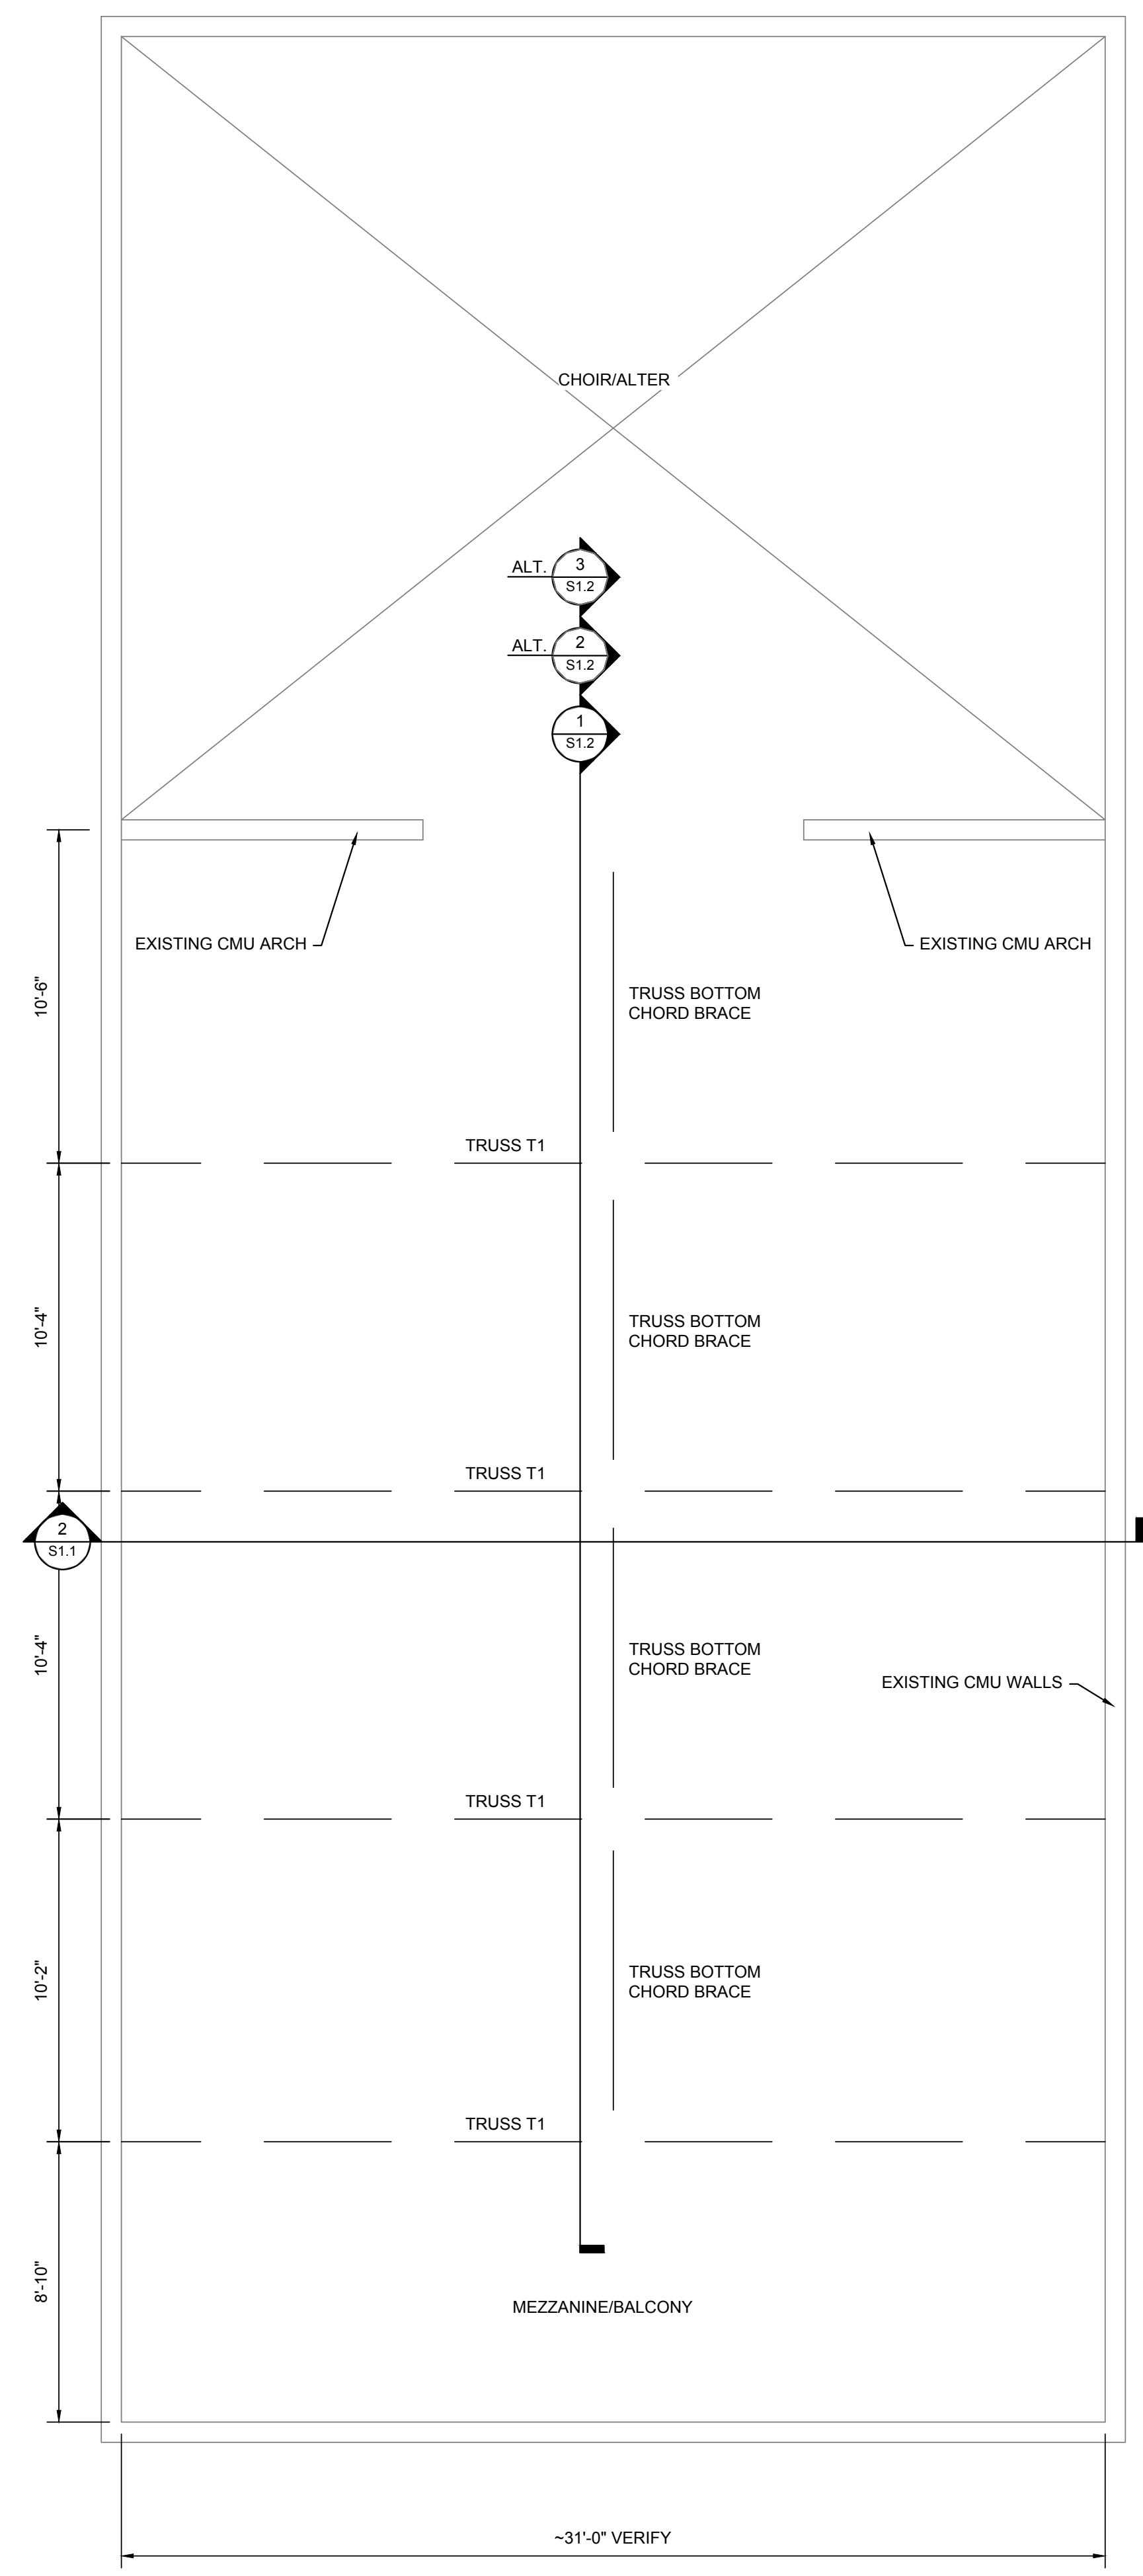 CHOIR/ALTER
ALT.
3
S1.2
ALT.
2
S1.2
1
S1.2
EXISTING CMU ARCH
EXISTING CMU ARCH
10'-6"
TRUSS BOTTOM
CHORD BRACE
TRUSS T1
10'-4"
TRUSS BOTTOM
CHORD BRACE
TRUSS T1
2
S1.1
10'-4"
TRUSS BOTTOM
CHORD BRACE
EXISTING CMU WALLS
TRUSS T1
10'-2"
TRUSS BOTTOM
CHORD BRACE
TRUSS T1
8'-10"
MEZZANINE/BALCONY
~31'-0" VERIFY